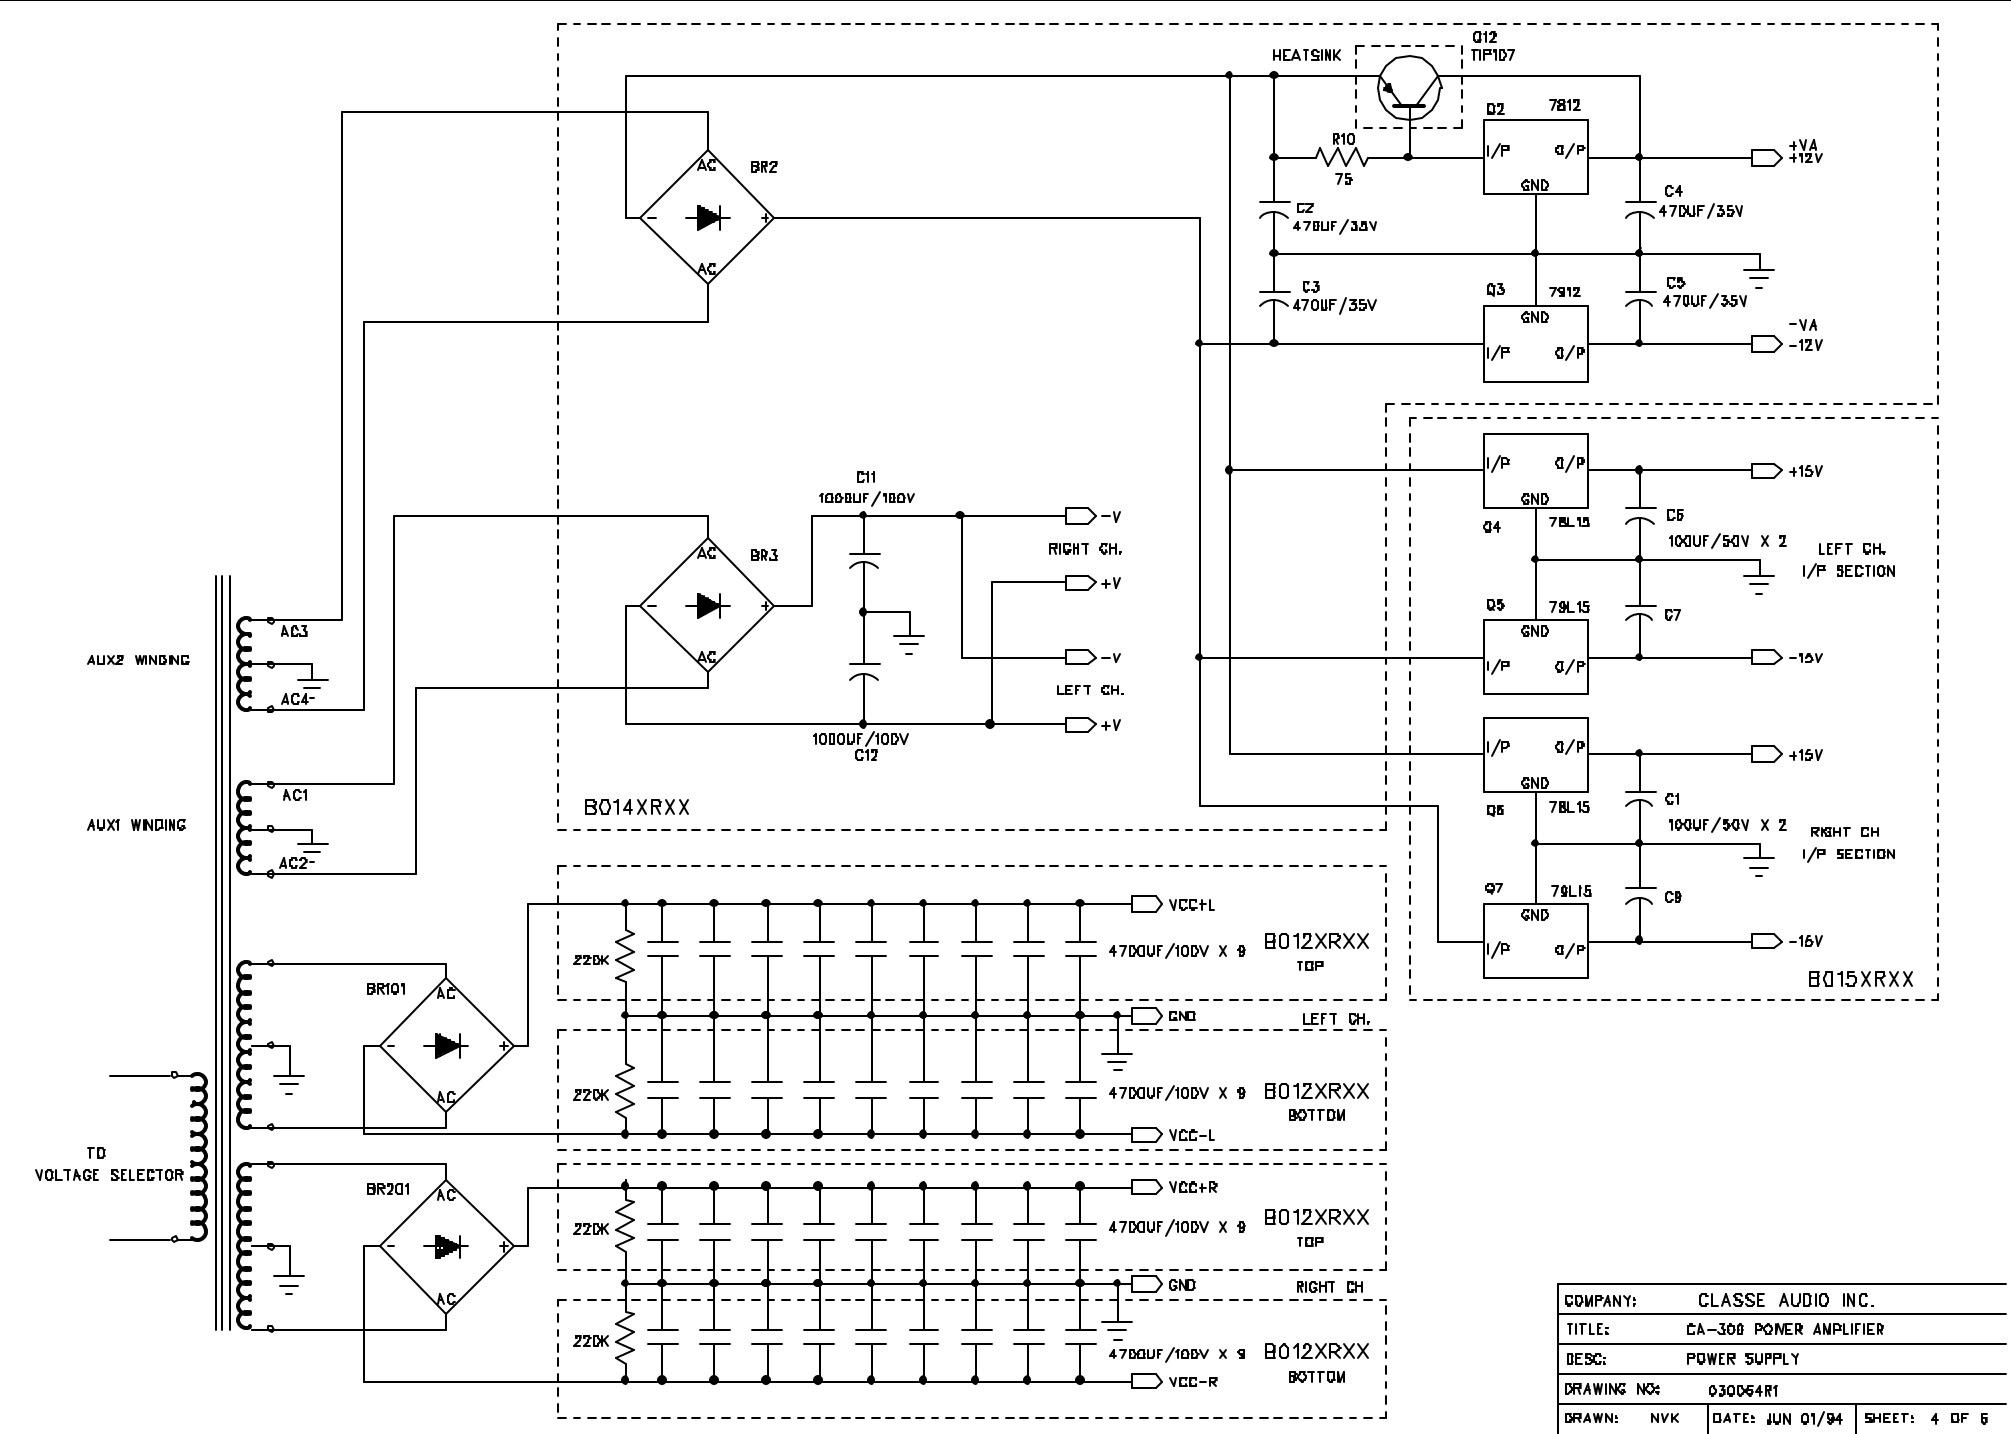 Q12
TIP107
HEATSINK
Q2
7812
R10
75
I/P
O/P
GND
+VA
+12V
C2
470UF/35V
C4
470UF/35V
C3
470UF/35V
C5
470UF/35V
Q3
7912
GND
I/P
O/P
-VA
-12V
AC
BR2
-
+
AC
I/P
O/P
GND
Q4
78L15
+15V
C6
100UF/50V X 2
LEFT CH.
I/P SECTION
Q5
79L15
GND
I/P
O/P
C7
-15V
C11
1000UF/100V
-V
RIGHT CH.
+V
AC
BR3
-
+
AC
-V
LEFT CH.
+V
1000UF/100V
C12
AUX2 WINDING
AC3
AC4-
AUX1 WINDING
AC1
AC2-
B014XRXX
I/P
O/P
GND
Q6
78L15
+15V
C1
100UF/50V X 2
RIGHT CH
I/P SECTION
Q7
79L15
GND
I/P
O/P
-15V
B015XRXX
BR101
AC
-
+
AC
220K
VCC+L
4700UF/100V X 9
B012XRXX
TOP
GND
LEFT CH.
220K
4700UF/100V X 9
B012XRXX
BOTTOM
VCC-L
TO
VOLTAGE SELECTOR
BR201
AC
-
+
AC
220K
VCC+R
4700UF/100V X 9
B012XRXX
TOP
GND
RIGHT CH
220K
4700UF/100V X 9
B012XRXX
BOTTOM
VCC-R
COMPANY: CLASSE AUDIO INC.
TITLE: CA-300 POWER AMPLIFIER
DESC: POWER SUPPLY
DRAWING NO: 030064R1
DRAWN: NVK DATE: JUN 01/94 SHEET: 4 OF